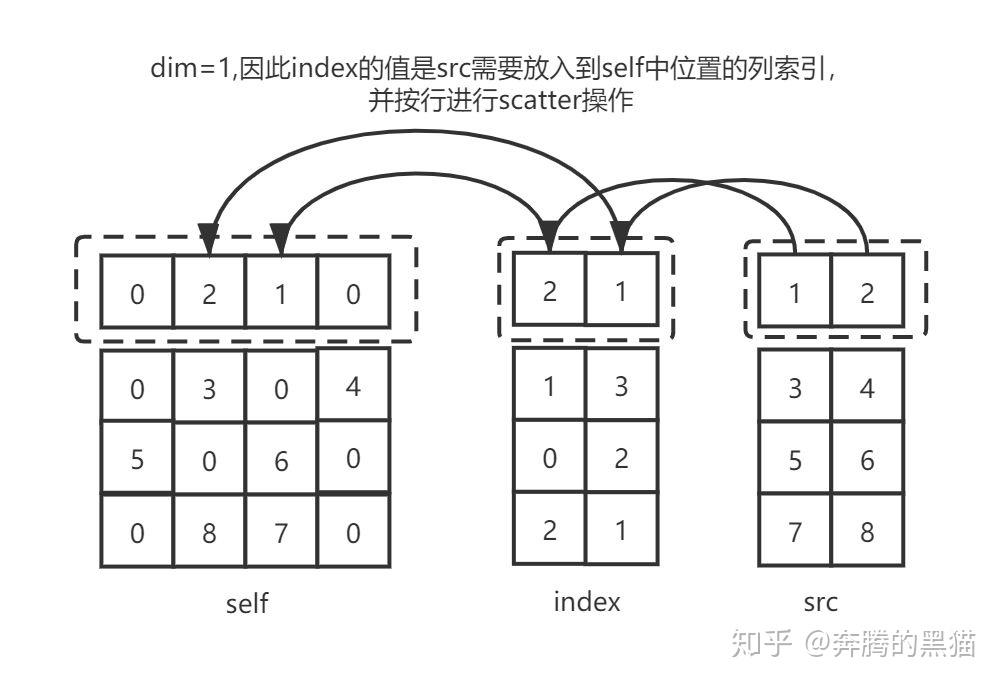 dim=1,因此index的值是src需要放入到self中位置的列索引，
并按行进行scatter操作
0 2 1 0 2 1 1 2
0 3 0 4 1 3 3 4
5 0 6 0 0 2 5 6
0 8 7 0 2 1 7 8
self index src
知乎 @奔腾的黑猫